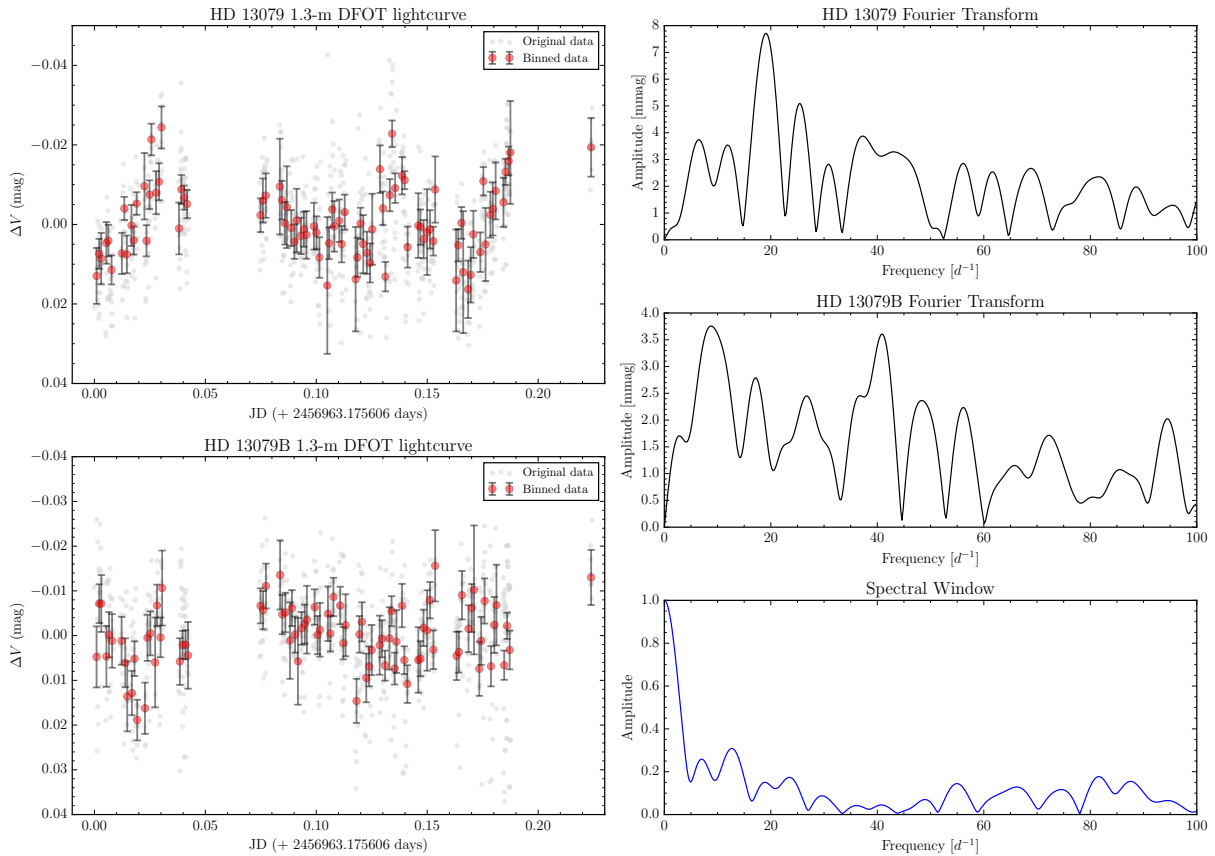 HD 13079 1.3-m DFOT lightcurve
Original data
Binned data
−0.04
−0.02
0.00
0.02
0.04
ΔV (mag)
0.00 0.05 0.10 0.15 0.20
JD (+ 2456963.175606 days)
HD 13079B 1.3-m DFOT lightcurve
Original data
Binned data
−0.04
−0.03
−0.02
−0.01
0.00
0.01
0.02
0.03
0.04
ΔV (mag)
0.00 0.05 0.10 0.15 0.20
JD (+ 2456963.175606 days)
HD 13079 Fourier Transform
8
7
6
5
4
3
2
1
0
Amplitude [mmag]
0 20 40 60 80 100
Frequency [d⁻¹]
HD 13079B Fourier Transform
4.0
3.5
3.0
2.5
2.0
1.5
1.0
0.5
0.0
Amplitude [mmag]
0 20 40 60 80 100
Frequency [d⁻¹]
Spectral Window
1.0
0.8
0.6
0.4
0.2
0.0
Amplitude
0 20 40 60 80 100
Frequency [d⁻¹]